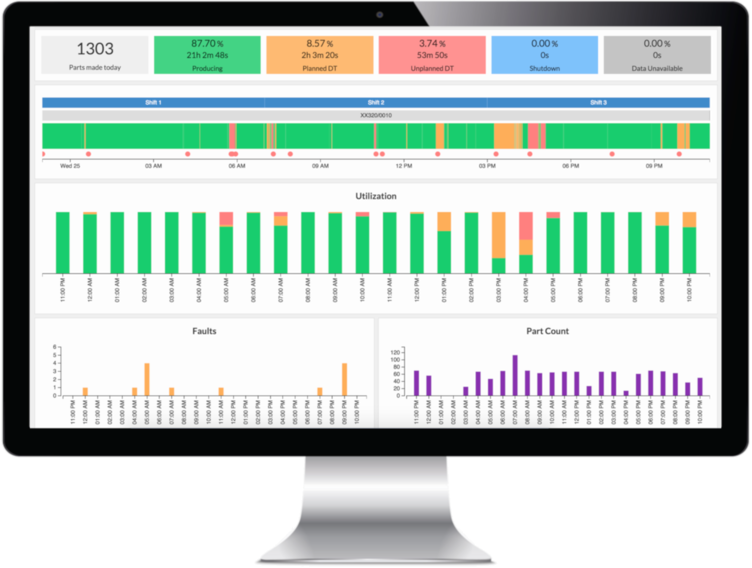 1303
Parts made today
87.70 %
21h 2m 48s
Producing
8.57 %
2h 3m 20s
Planned DT
3.74 %
53m 50s
Unplanned DT
0.00 %
0s
Shutdown
0.00 %
0s
Data Unavailable
Shift 1 Shift 2 Shift 3
XX320/0010
Wed 25 03 AM 06 AM 09 AM 12 PM 03 PM 06 PM 09 PM
Utilization
11:00 PM
12:00 AM
01:00 AM
02:00 AM
03:00 AM
04:00 AM
05:00 AM
06:00 AM
07:00 AM
08:00 AM
09:00 AM
10:00 AM
11:00 AM
12:00 PM
01:00 PM
02:00 PM
03:00 PM
04:00 PM
05:00 PM
06:00 PM
07:00 PM
08:00 PM
09:00 PM
10:00 PM
Faults
6
5
4
3
2
1
0
11:00 PM
12:00 AM
01:00 AM
02:00 AM
03:00 AM
04:00 AM
05:00 AM
06:00 AM
07:00 AM
08:00 AM
09:00 AM
10:00 AM
11:00 AM
12:00 PM
01:00 PM
02:00 PM
03:00 PM
04:00 PM
05:00 PM
06:00 PM
07:00 PM
08:00 PM
09:00 PM
10:00 PM
Part Count
120
100
80
60
40
20
0
11:00 PM
12:00 AM
01:00 AM
02:00 AM
03:00 AM
04:00 AM
05:00 AM
06:00 AM
07:00 AM
08:00 AM
09:00 AM
10:00 AM
11:00 AM
12:00 PM
01:00 PM
02:00 PM
03:00 PM
04:00 PM
05:00 PM
06:00 PM
07:00 PM
08:00 PM
09:00 PM
10:00 PM